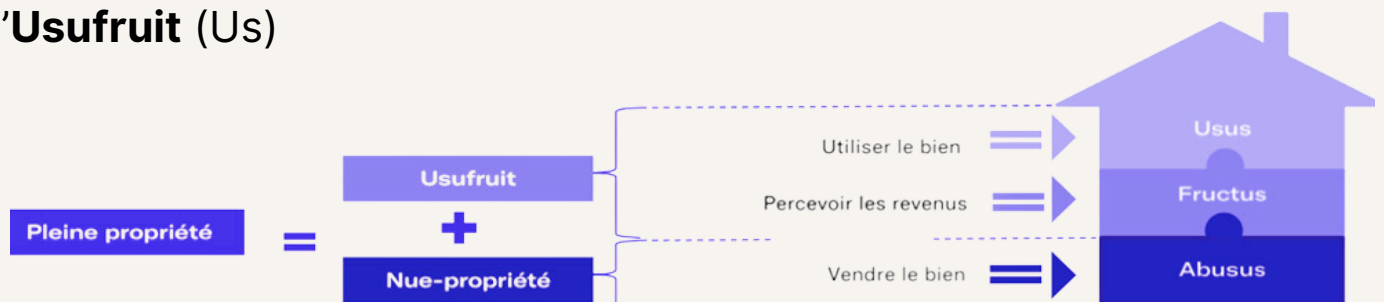 ’Usufruit (Us)
Usus
Utiliser le bien
Usufruit
Percevoir les revenus
Fructus
Pleine propriété
=
+
Nue-propriété
Vendre le bien
Abusus